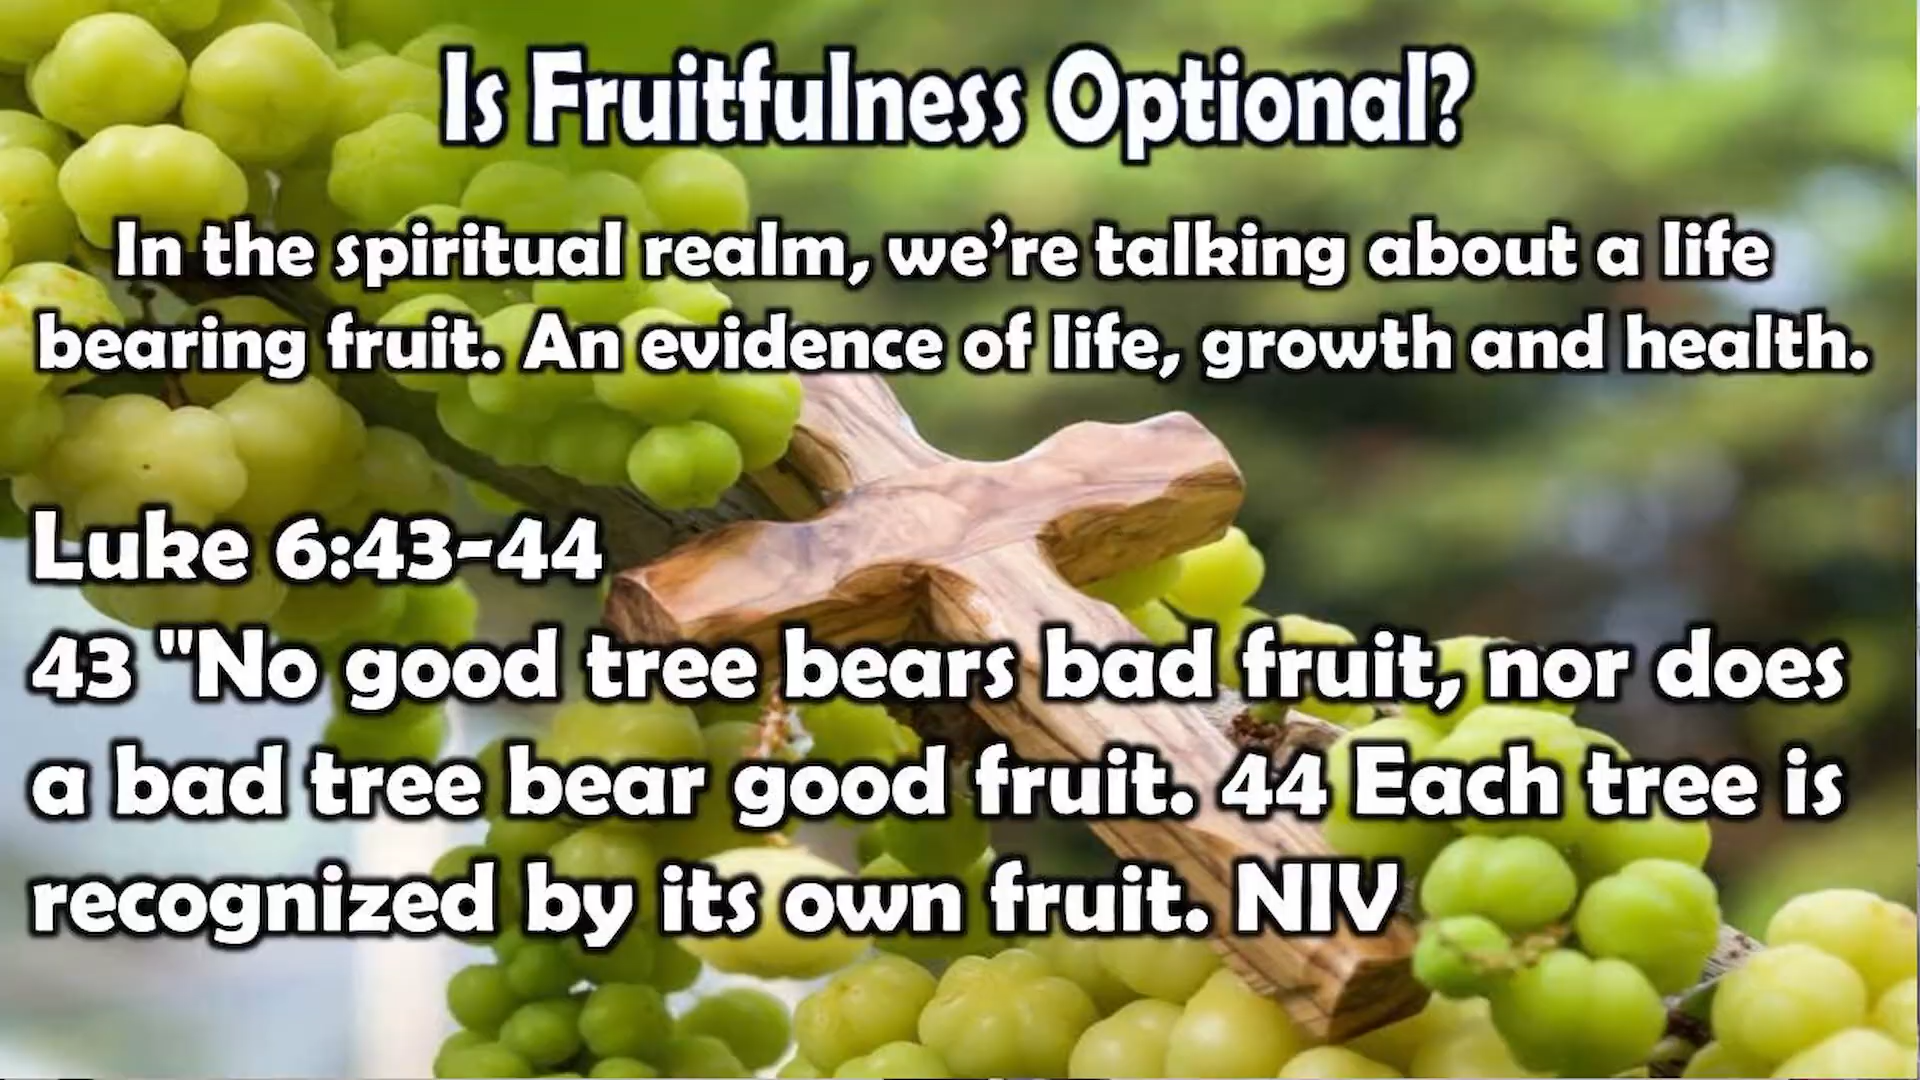 Is Fruitfulness Optional?
In the spiritual realm, we’re talking about a life
bearing fruit. An evidence of life, growth and health.
Luke 6:43-44
43 "No good tree bears bad fruit, nor does
a bad tree bear good fruit. 44 Each tree is
recognized by its own fruit. NIV